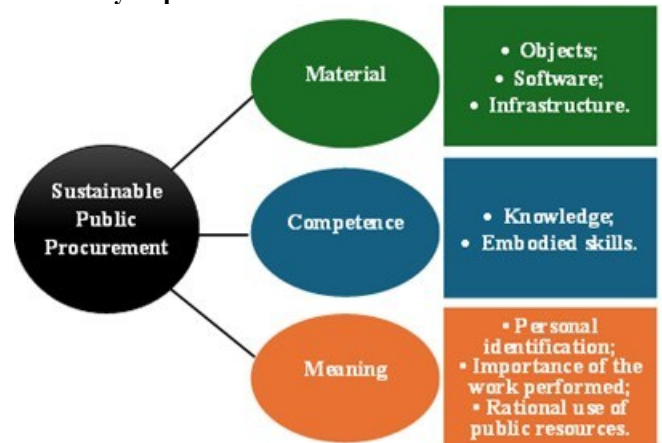 Material
• Objects;
• Software;
• Infrastructure.
Sustainable
Public
Procurement
Competence
• Knowledge;
• Embodied skills.
Meaning
▪ Personal
identification;
▪ Importance of the
work performed;
▪ Rational use of
public resources.